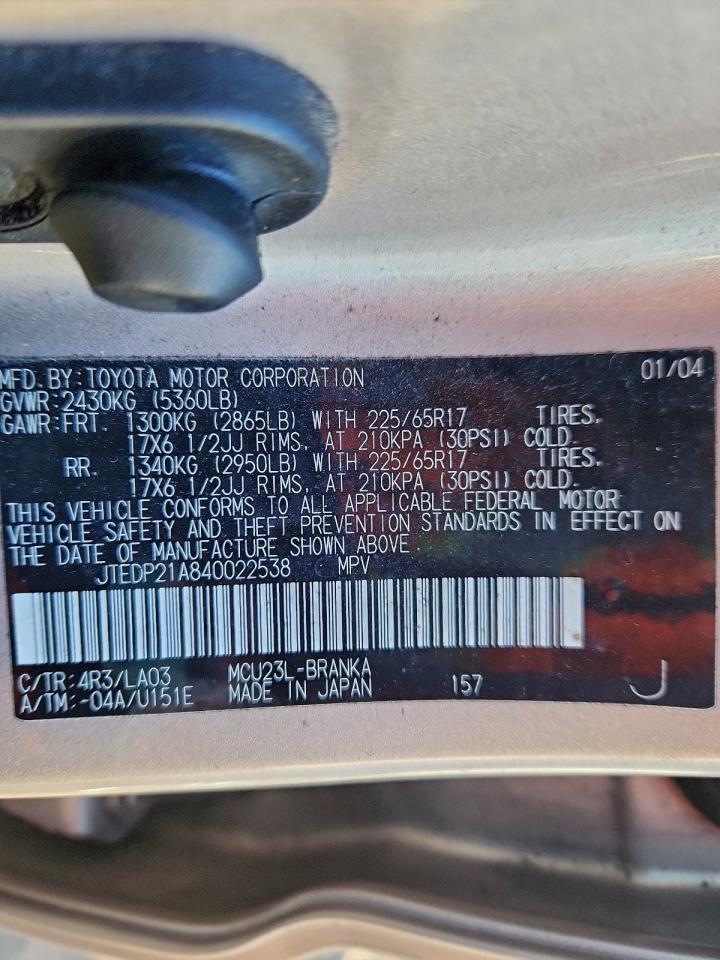 MFD. BY: TOYOTA MOTOR CORPORATION 01/04
GVWR: 2430KG (5360LB)
GAWR: FRT. 1300KG (2865LB) WITH 225/65R17 TIRES,
17X6 1/2JJ RIMS, AT 210KPA (30PSI) COLD.
RR. 1340KG (2950LB) WITH 225/65R17 TIRES,
17X6 1/2JJ RIMS, AT 210KPA (30PSI) COLD.
THIS VEHICLE CONFORMS TO ALL APPLICABLE FEDERAL MOTOR
VEHICLE SAFETY AND THEFT PREVENTION STANDARDS IN EFFECT ON
THE DATE OF MANUFACTURE SHOWN ABOVE.
JTEDP21A840022538 MPV
C/TR: 4R3/LA03 MCU23L-BRANKA
A/TM: -04A/U151E MADE IN JAPAN 157 J